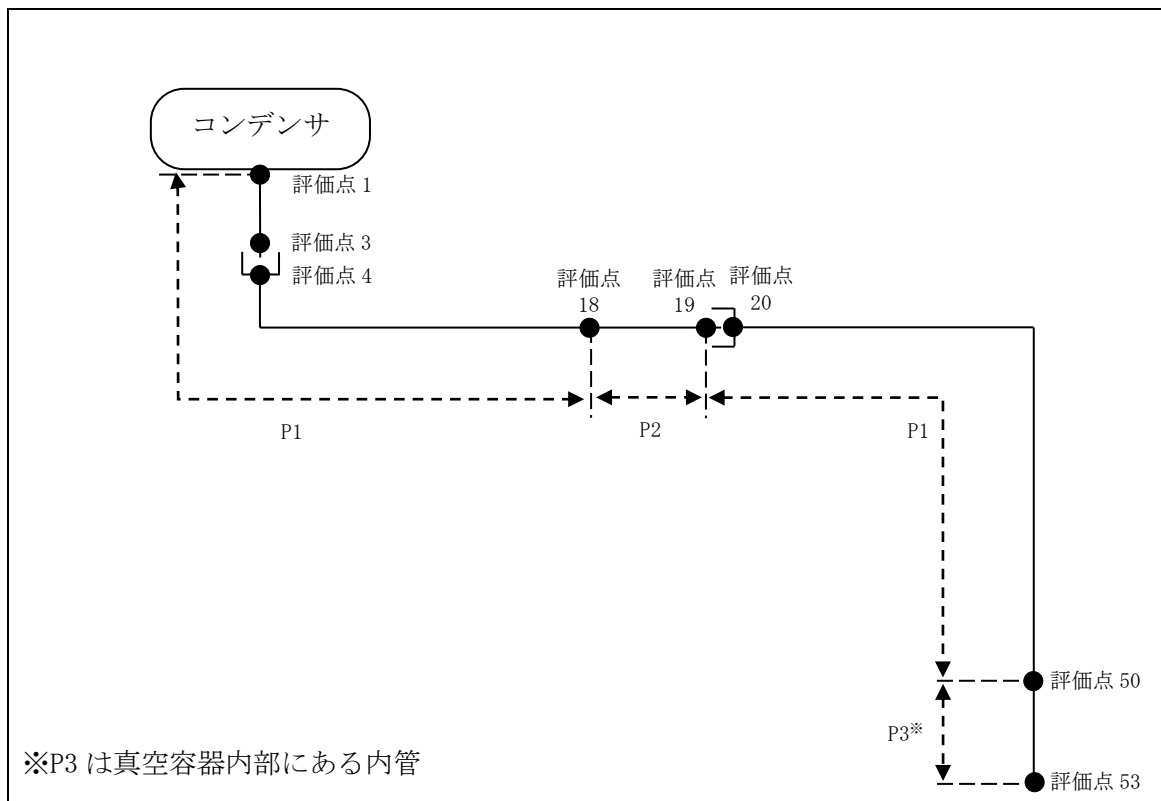 コンデンサ
評価点 1
評価点 3
評価点 4
評価点
18
評価点
19
評価点
20
P1
P2
P1
評価点 50
P3※
評価点 53
※P3 は真空容器内部にある内管